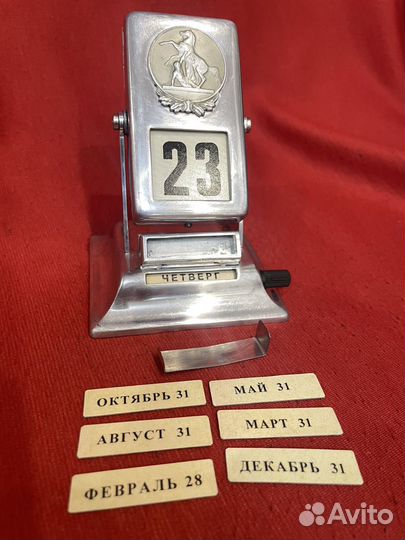 23
ЧЕТВЕРГ
ОКТЯБРЬ 31
МАЙ 31
АВГУСТ 31
МАРТ 31
ФЕВРАЛЬ 28
ДЕКАБРЬ 31
Avito